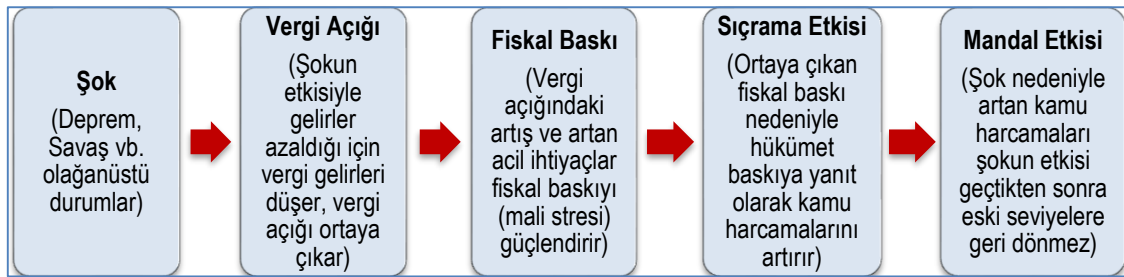 Şok
(Deprem,
Savaş vb.
olağanüstü
durumlar)
Vergi Açığı
(Şokun
etkisiyle
gelirler
azaldığı için
vergi gelirleri
düşer, vergi
açığı ortaya
çıkar)
Fiskal Baskı
(Vergi
açığındaki
artış ve artan
acil ihtiyaçlar
fiskal baskıyı
(mali stresi)
güçlendirir)
Sıçrama Etkisi
(Ortaya çıkan
fiskal baskı
nedeniyle
hükümet
baskıya yanıt
olarak kamu
harcamalarını
artırır)
Mandal Etkisi
(Şok nedeniyle
artan kamu
harcamaları
şokun etkisi
geçtikten sonra
eski seviyelere
geri dönmez)